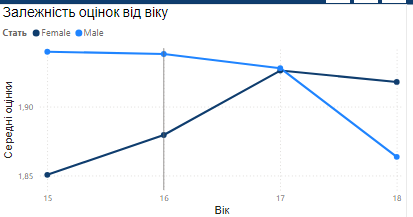 Залежність оцінок від віку
Стать Female Male
Середні оцінки
1,90
1,85
15 16 17 18
Вік